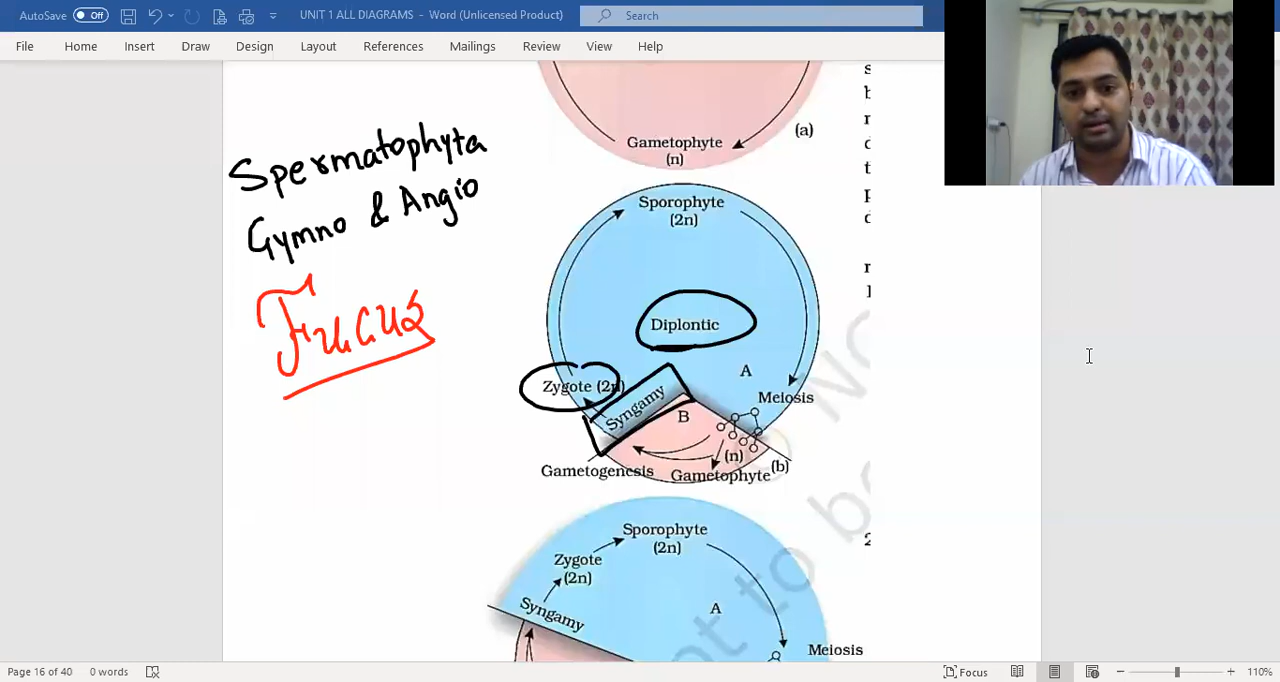 AutoSave Off UNIT 1 ALL DIAGRAMS - Word (Unlicensed Product) Search
File Home Insert Draw Design Layout References Mailings Review View Help
Gametophyte
(n)
(a)
Spermatophyta
Gymno & Angio
Fucus
Sporophyte
(2n)
Diplontic
A
Zygote (2n)
Syngamy
B
Meiosis
(n)
Gametogenesis
Gametophyte
(b)
Sporophyte
(2n)
Zygote
(2n)
Syngamy
A
Meiosis
Page 16 of 40 0 words Focus 110%